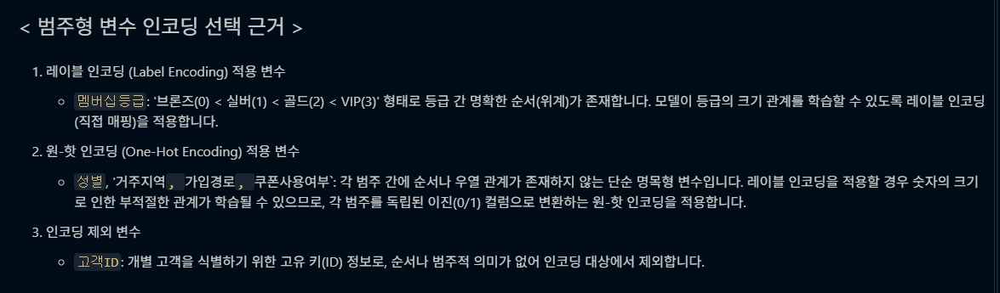 < 범주형 변수 인코딩 선택 근거 >
1. 레이블 인코딩 (Label Encoding) 적용 변수
멤버십등급: '브론즈(0) < 실버(1) < 골드(2) < VIP(3)' 형태로 등급 간 명확한 순서(위계)가 존재합니다. 모델이 등급의 크기 관계를 학습할 수 있도록 레이블 인코딩
(직접 매핑)을 적용합니다.
2. 원-핫 인코딩 (One-Hot Encoding) 적용 변수
성별, '거주지역, 가입경로, 쿠폰사용여부`: 각 범주 간에 순서나 우열 관계가 존재하지 않는 단순 명목형 변수입니다. 레이블 인코딩을 적용할 경우 숫자의 크기
로 인한 부적절한 관계가 학습될 수 있으므로, 각 범주를 독립된 이진(0/1) 컬럼으로 변환하는 원-핫 인코딩을 적용합니다.
3. 인코딩 제외 변수
고객ID: 개별 고객을 식별하기 위한 고유 키(ID) 정보로, 순서나 범주적 의미가 없어 인코딩 대상에서 제외합니다.